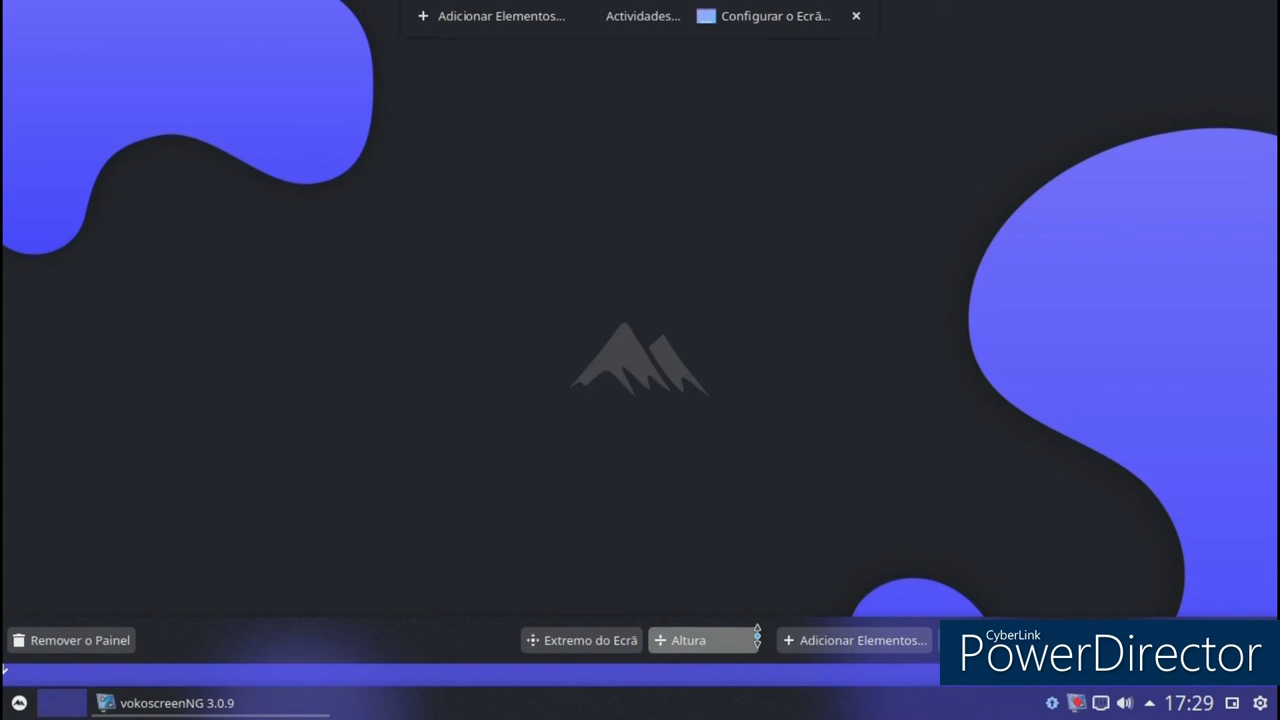 Adicionar Elementos...
Actividades...
Configurar o Ecrã...
Remover o Painel
Extremo do Ecrã
Altura
Adicionar Elementos...
CyberLink
PowerDirector
vokoscreenNG 3.0.9
17:29